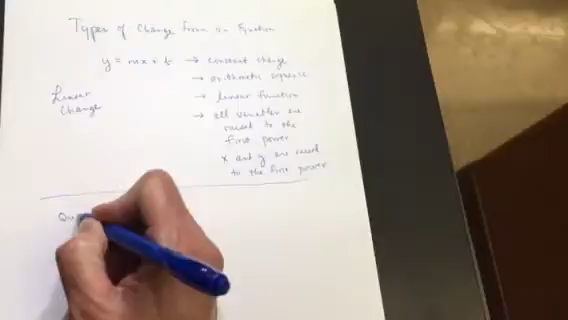 Types of Change from an Equation
y = mx + b → constant change
→ arithmetic sequence
Linear
Change
→ linear function
→ all variables are
raised to the
first power
x and y are raised
to the first power
Qu